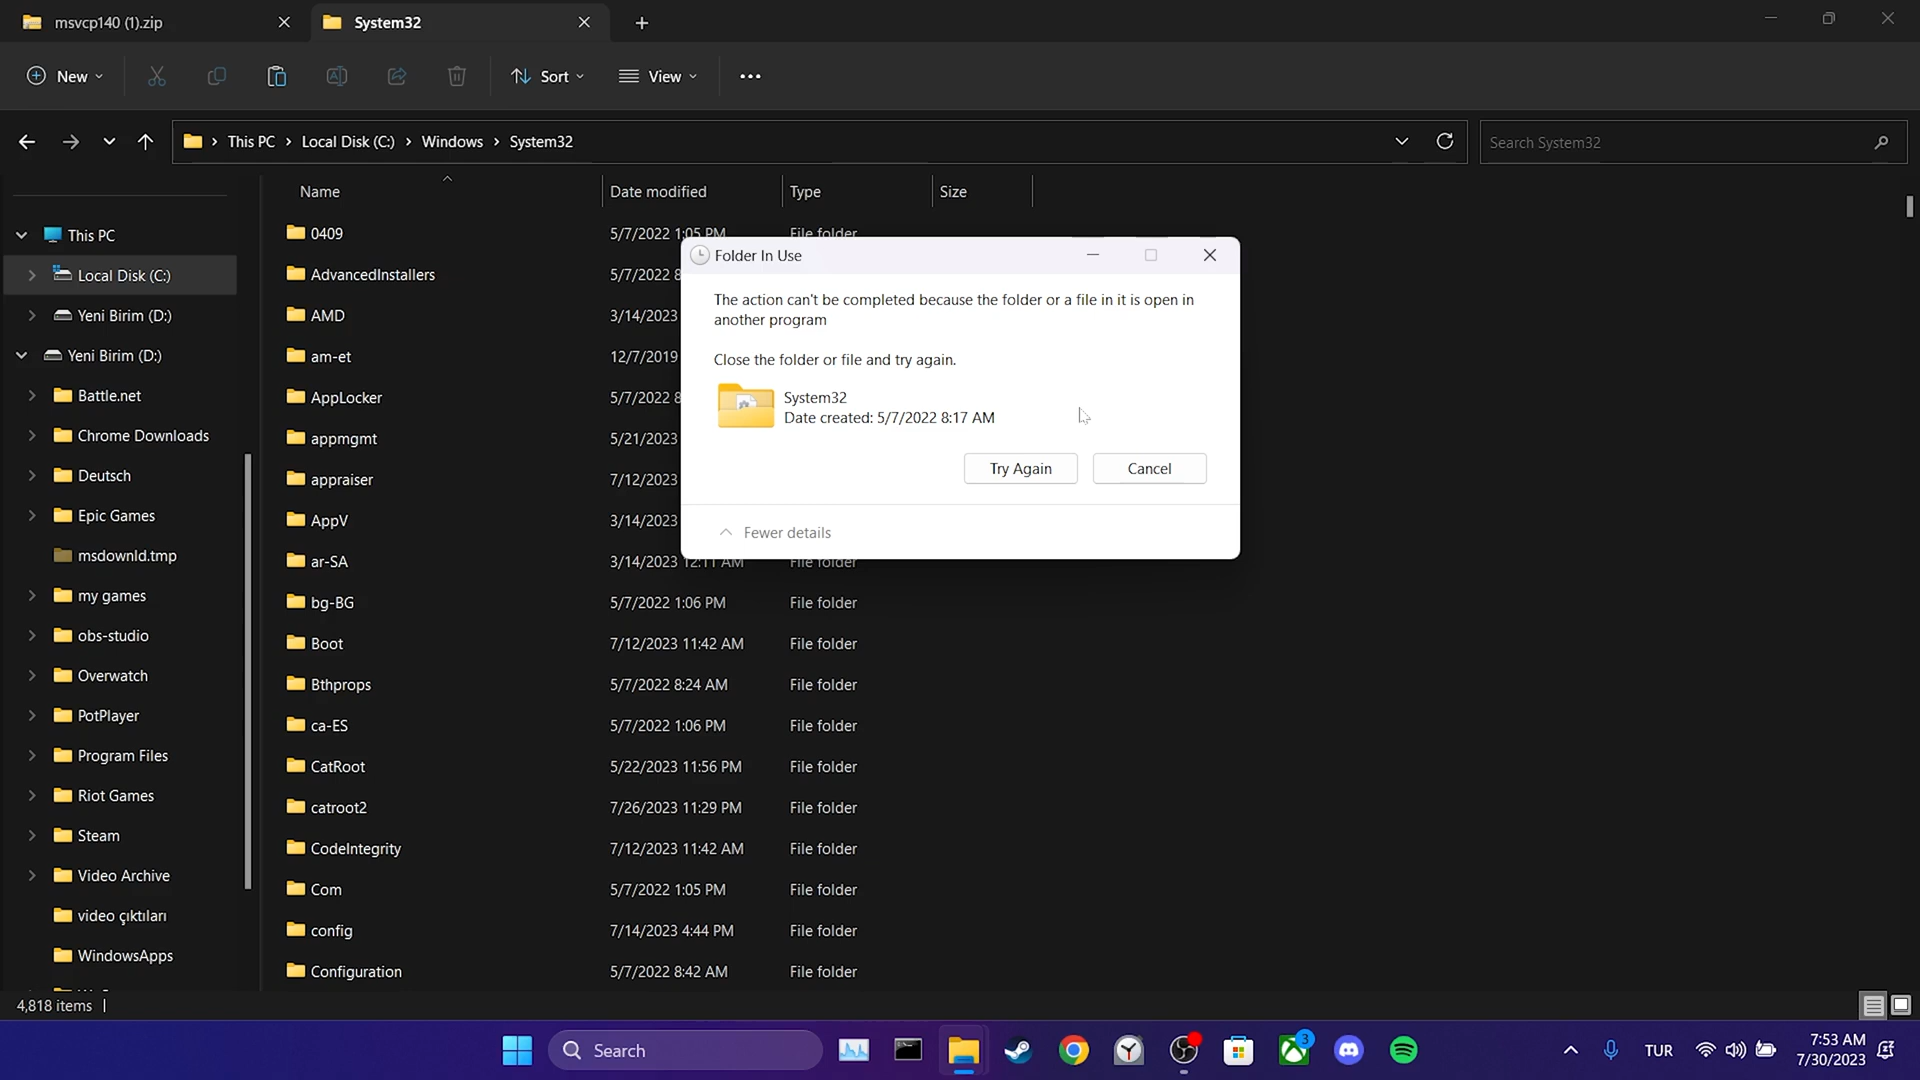 msvcp140 (1).zip
System32
New
Sort
View
This PC
Local Disk (C:)
Windows
System32
Search System32
Name
Date modified
Type
Size
This PC
Local Disk (C:)
Yeni Birim (D:)
Yeni Birim (D:)
Battle.net
Chrome Downloads
Deutsch
Epic Games
msdownld.tmp
my games
obs-studio
Overwatch
PotPlayer
Program Files
Riot Games
Steam
Video Archive
video çıktıları
WindowsApps
0409 5/7/2022 1:05 PM File folder
AdvancedInstallers 5/7/2022 8
AMD 3/14/2023
am-et 12/7/2019
AppLocker 5/7/2022 8
appmgmt 5/21/2023
appraiser 7/12/2023
AppV 3/14/2023
ar-SA 3/14/2023 12:11 AM File folder
bg-BG 5/7/2022 1:06 PM File folder
Boot 7/12/2023 11:42 AM File folder
Bthprops 5/7/2022 8:24 AM File folder
ca-ES 5/7/2022 1:06 PM File folder
CatRoot 5/22/2023 11:56 PM File folder
catroot2 7/26/2023 11:29 PM File folder
CodeIntegrity 7/12/2023 11:42 AM File folder
Com 5/7/2022 1:05 PM File folder
config 7/14/2023 4:44 PM File folder
Configuration 5/7/2022 8:42 AM File folder
Folder In Use
The action can't be completed because the folder or a file in it is open in
another program
Close the folder or file and try again.
System32
Date created: 5/7/2022 8:17 AM
Try Again
Cancel
Fewer details
4,818 items
Search
3
TUR
7:53 AM
7/30/2023